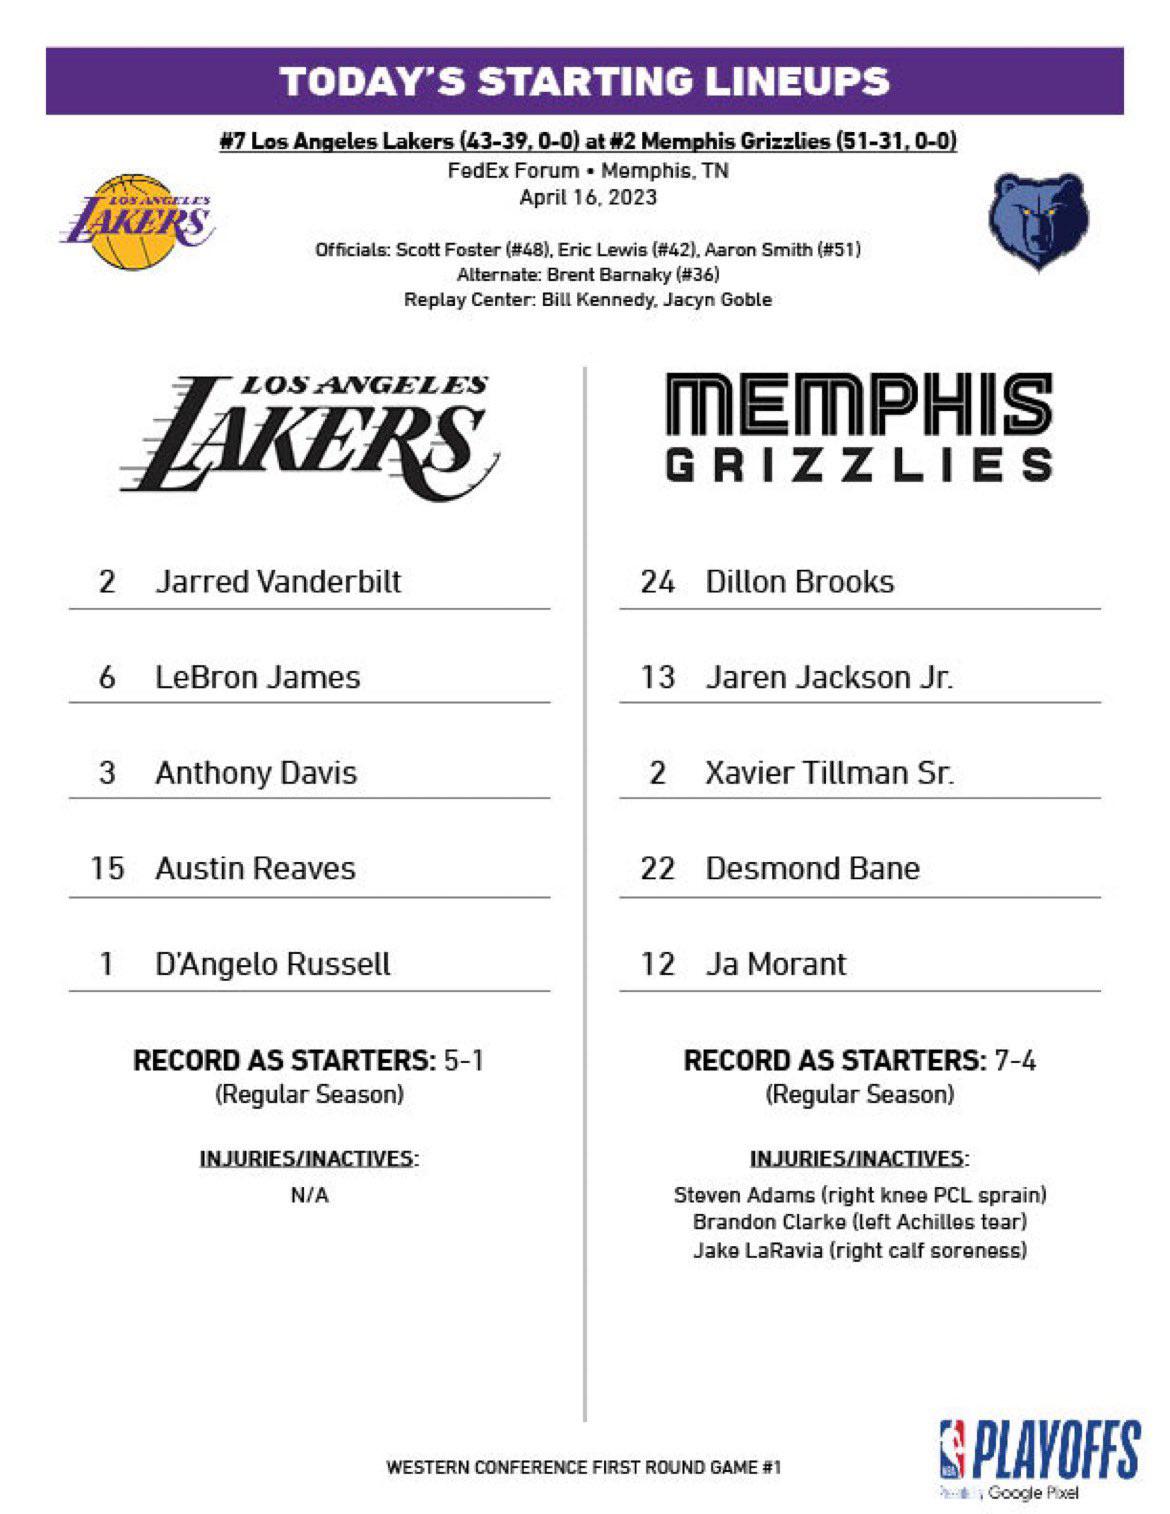 TODAY'S STARTING LINEUPS
#7 Los Angeles Lakers (43-39, 0-0) at #2 Memphis Grizzlies (51-31, 0-0)
FedEx Forum • Memphis, TN
April 16, 2023
LOS ANGELES
LAKERS
Officials: Scott Foster (#48), Eric Lewis (#42), Aaron Smith (#51)
Alternate: Brent Barnaky (#36)
Replay Center: Bill Kennedy, Jacyn Goble
LOS ANGELES
LAKERS
2 Jarred Vanderbilt
6 LeBron James
3 Anthony Davis
15 Austin Reaves
1 D'Angelo Russell
RECORD AS STARTERS: 5-1
(Regular Season)
INJURIES/INACTIVES:
N/A
MEMPHIS
GRIZZLIES
24 Dillon Brooks
13 Jaren Jackson Jr.
2 Xavier Tillman Sr.
22 Desmond Bane
12 Ja Morant
RECORD AS STARTERS: 7-4
(Regular Season)
INJURIES/INACTIVES:
Steven Adams (right knee PCL sprain)
Brandon Clarke (left Achilles tear)
Jake LaRavia (right calf soreness)
WESTERN CONFERENCE FIRST ROUND GAME #1
NBA PLAYOFFS
Google Pixel